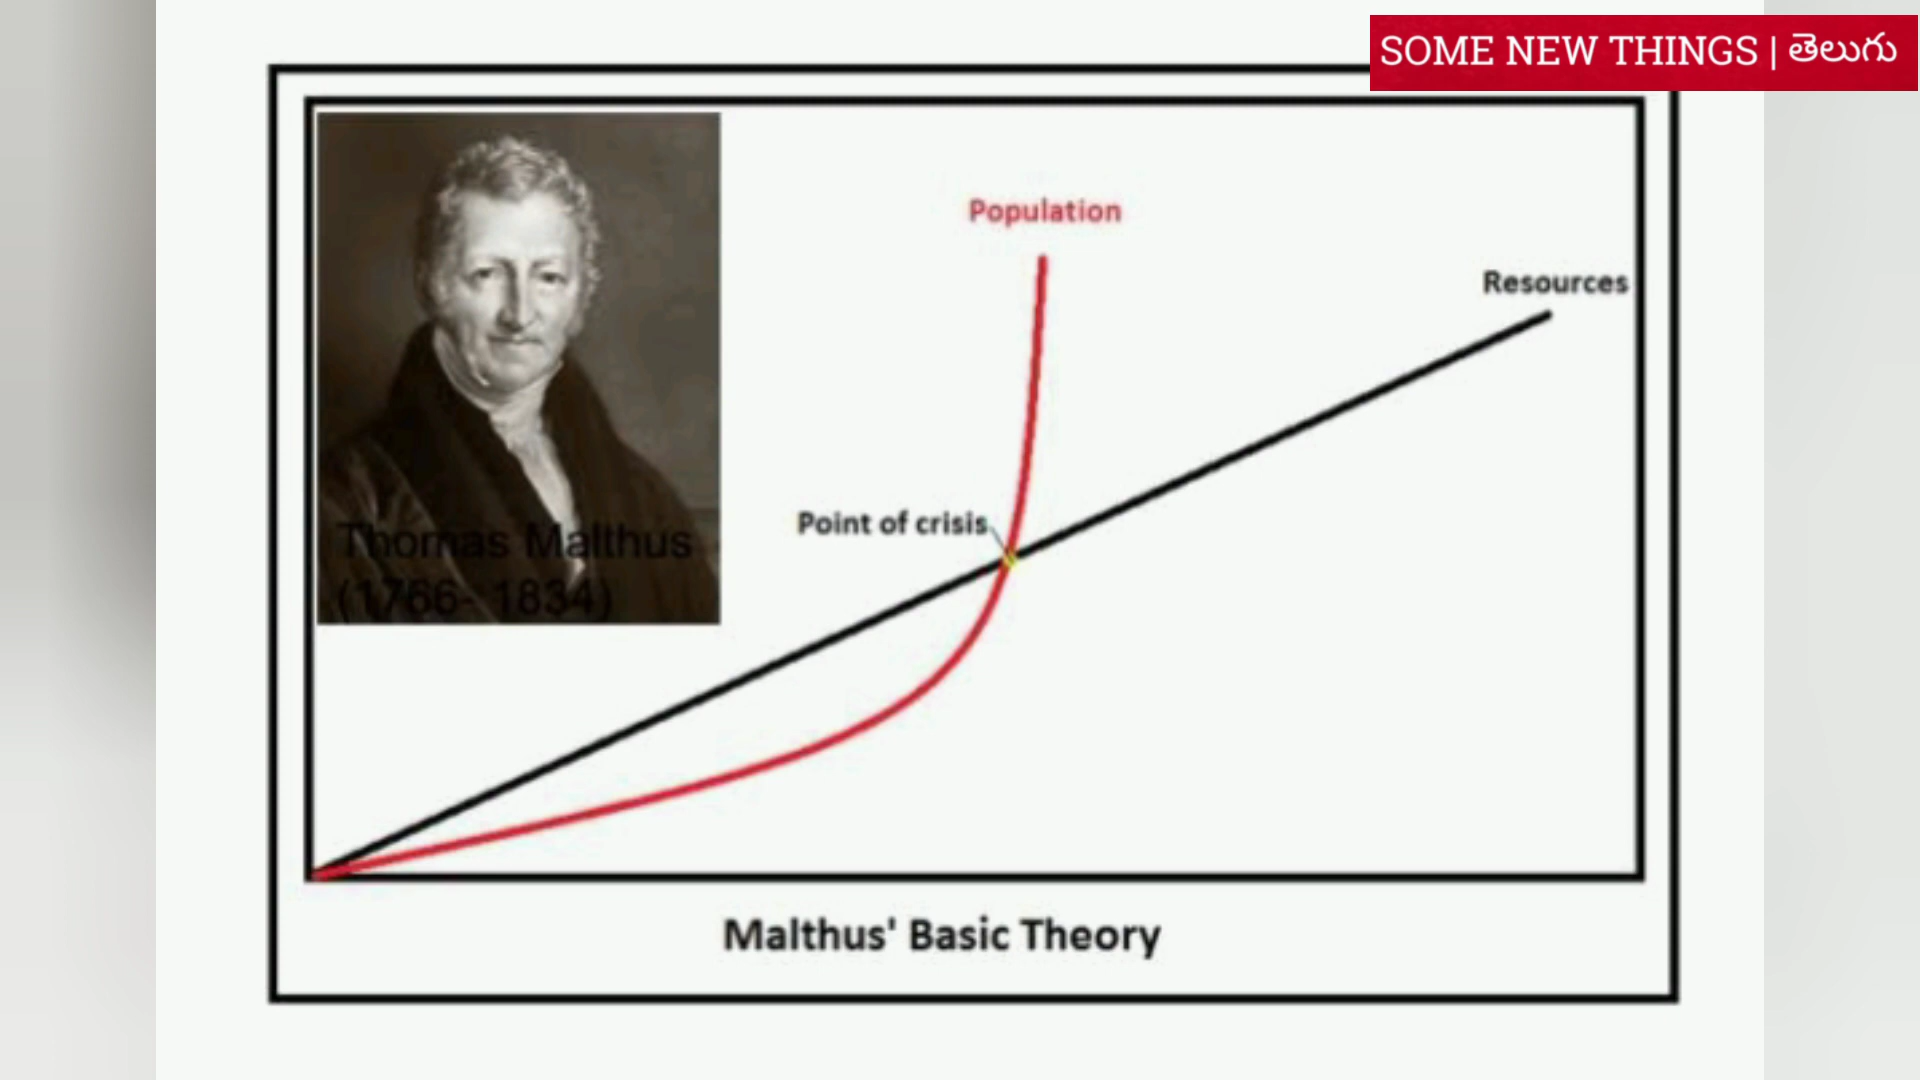 SOME NEW THINGS | తెలుగు
Population
Resources
Point of crisis
Thomas Malthus
(1766- 1834)
Malthus' Basic Theory